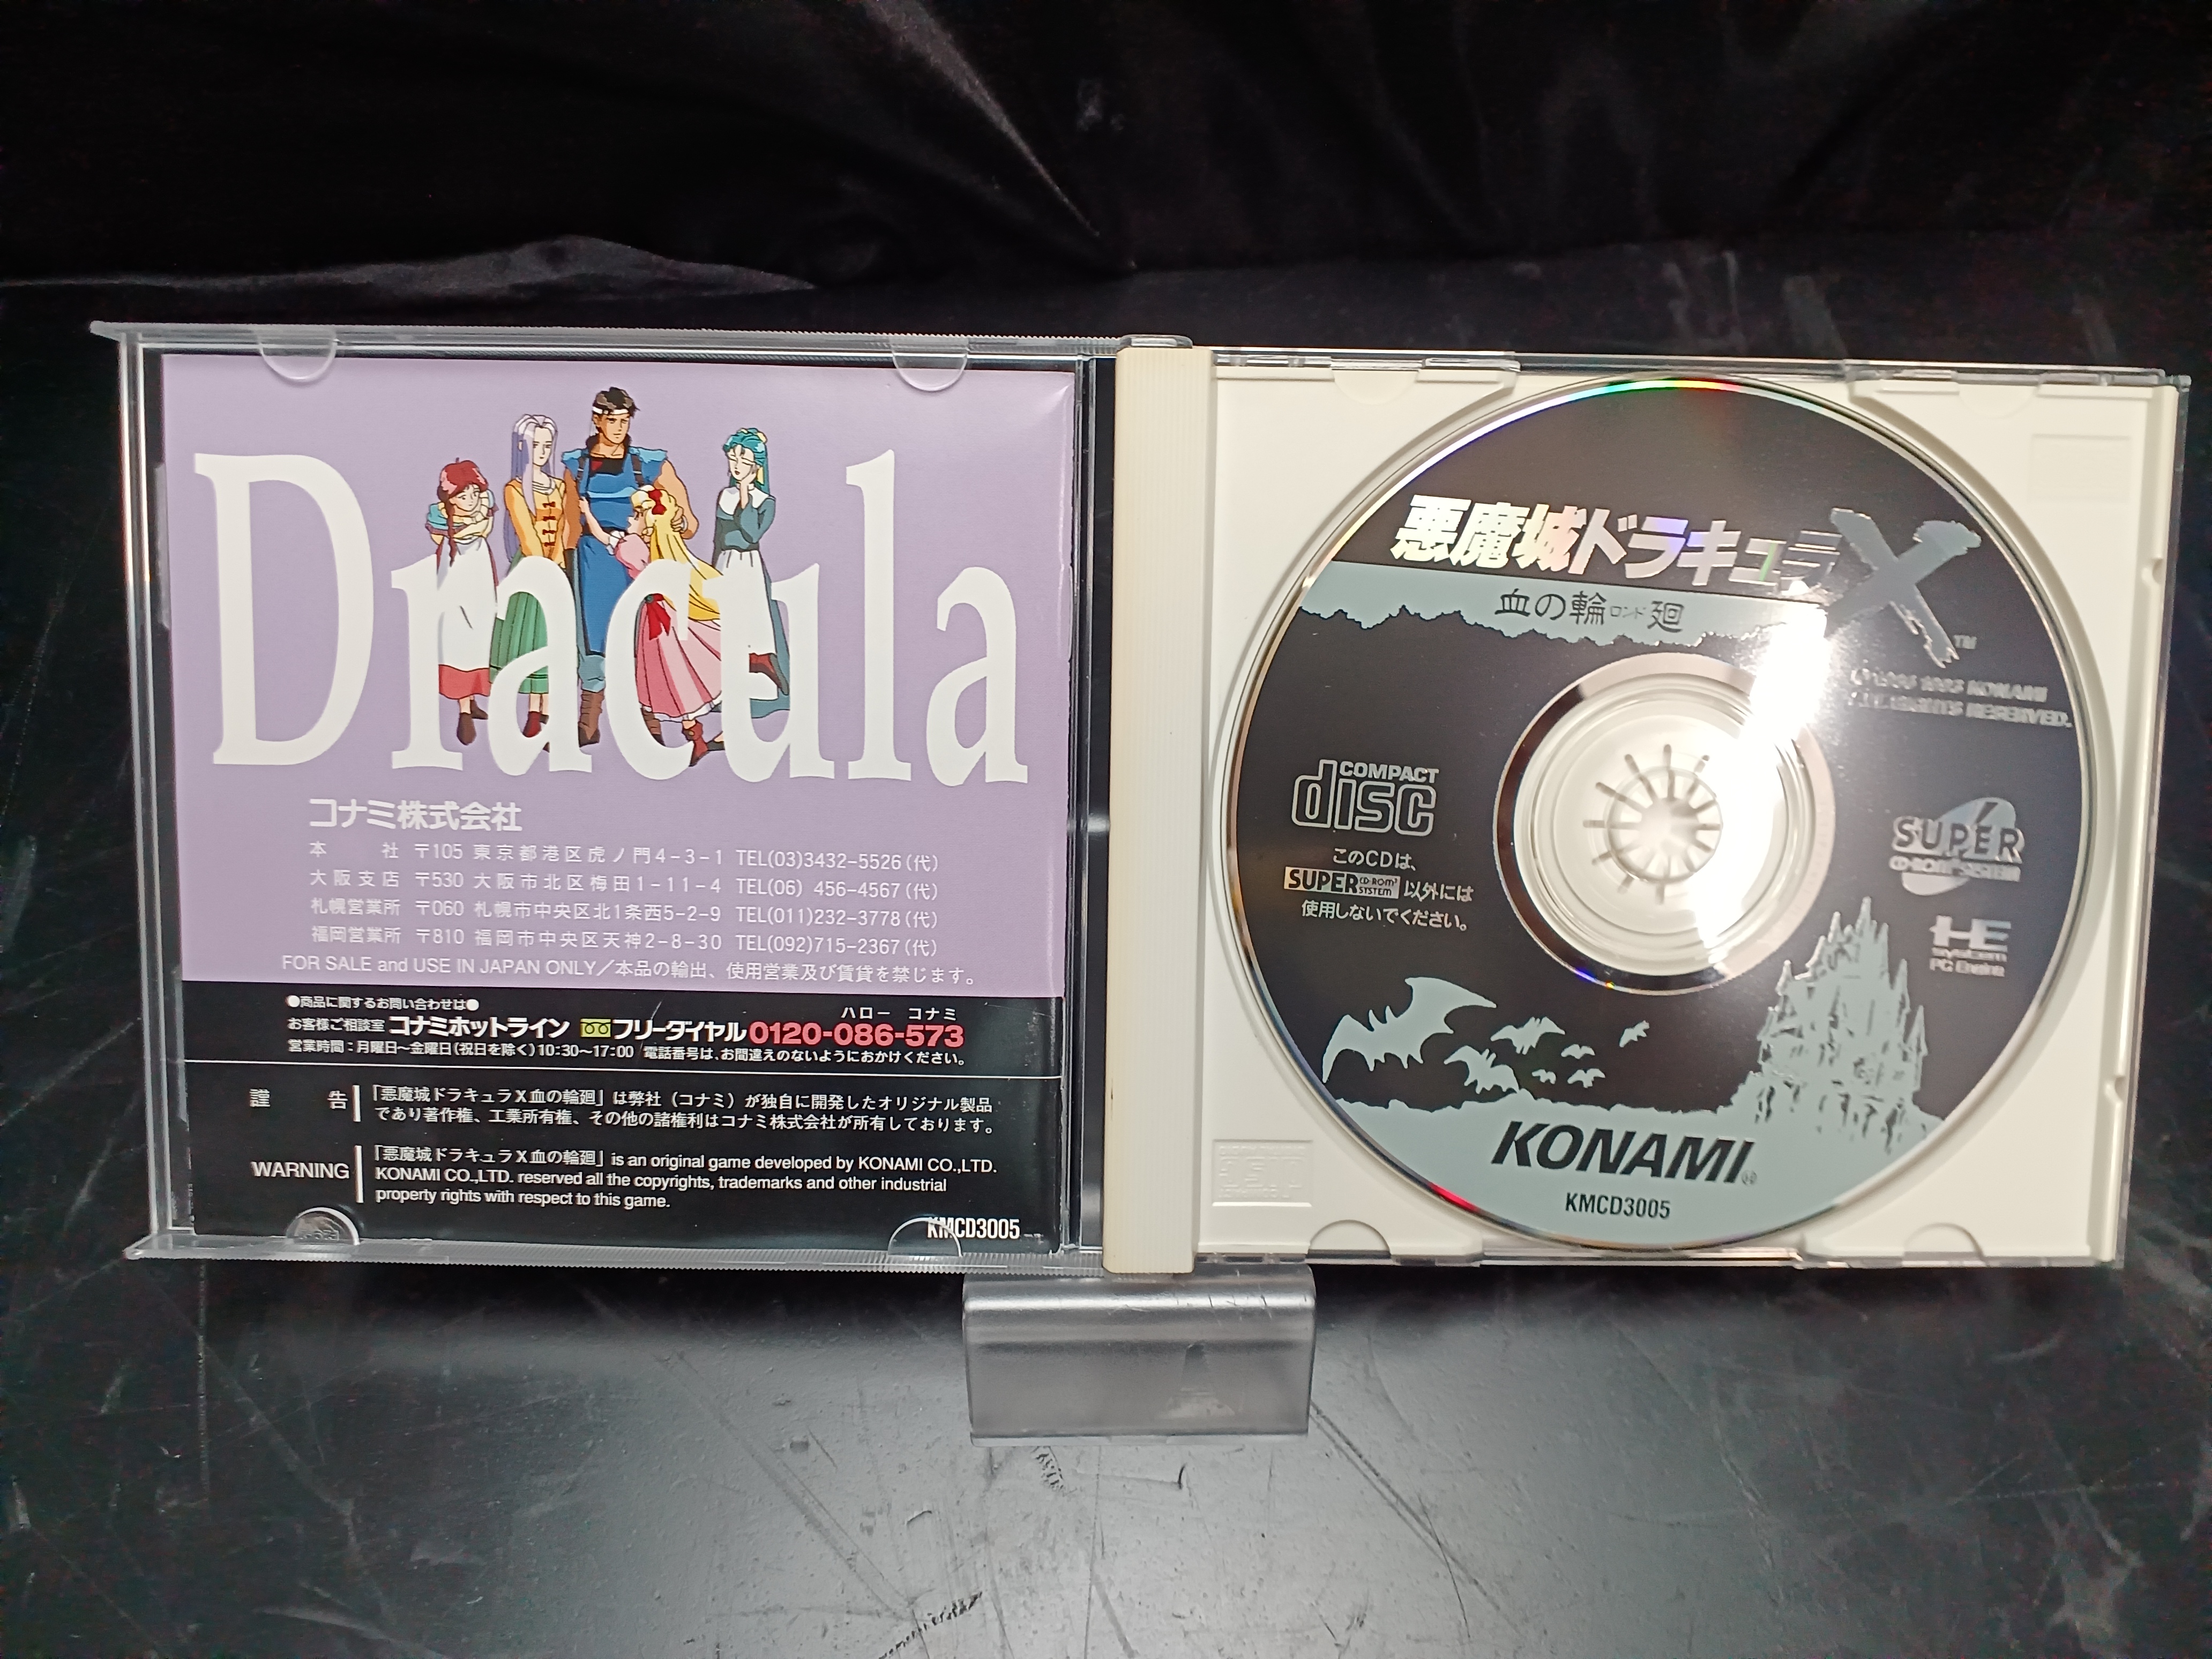 Dracula
コナミ株式会社
本 社 〒105 東京都港区虎ノ門4-3-1 TEL(03)3432-5526(代)
大阪支店 〒530 大阪市北区梅田1-11-4 TEL(06) 456-4567(代)
札幌営業所 〒060 札幌市中央区北1条西5-2-9 TEL(011)232-3778(代)
福岡営業所 〒810 福岡市中央区天神2-8-30 TEL(092)715-2367(代)
FOR SALE and USE IN JAPAN ONLY/本品の輸出、使用営業及び賃貸を禁じます。
●商品に関するお問い合わせは●
ハロー コナミ
お客様ご相談室 コナミホットライン フリーダイヤル 0120-086-573
営業時間:月曜日〜金曜日(祝日を除く)10:30〜17:00 電話番号は、お間違えのないようにおかけください。
謹 告 「悪魔城ドラキュラX血の輪廻」は弊社(コナミ)が独自に開発したオリジナル製品
であり著作権、工業所有権、その他の諸権利はコナミ株式会社が所有しております。
WARNING 「悪魔城ドラキュラX血の輪廻」is an original game developed by KONAMI CO.,LTD.
KONAMI CO.,LTD. reserved all the copyrights, trademarks and other industrial
property rights with respect to this game.
KMCD3005
悪魔城ドラキュラX
TM
血の輪廻
ロンド
KONAMI
RIGHTS RESERVED.
COMPACT
disc
このCDは、
SUPER CD-ROM² SYSTEM 以外には
使用しないでください。
SUPER
CD-ROM² SYSTEM
HE
System
PC Engine
KONAMI®
KMCD3005